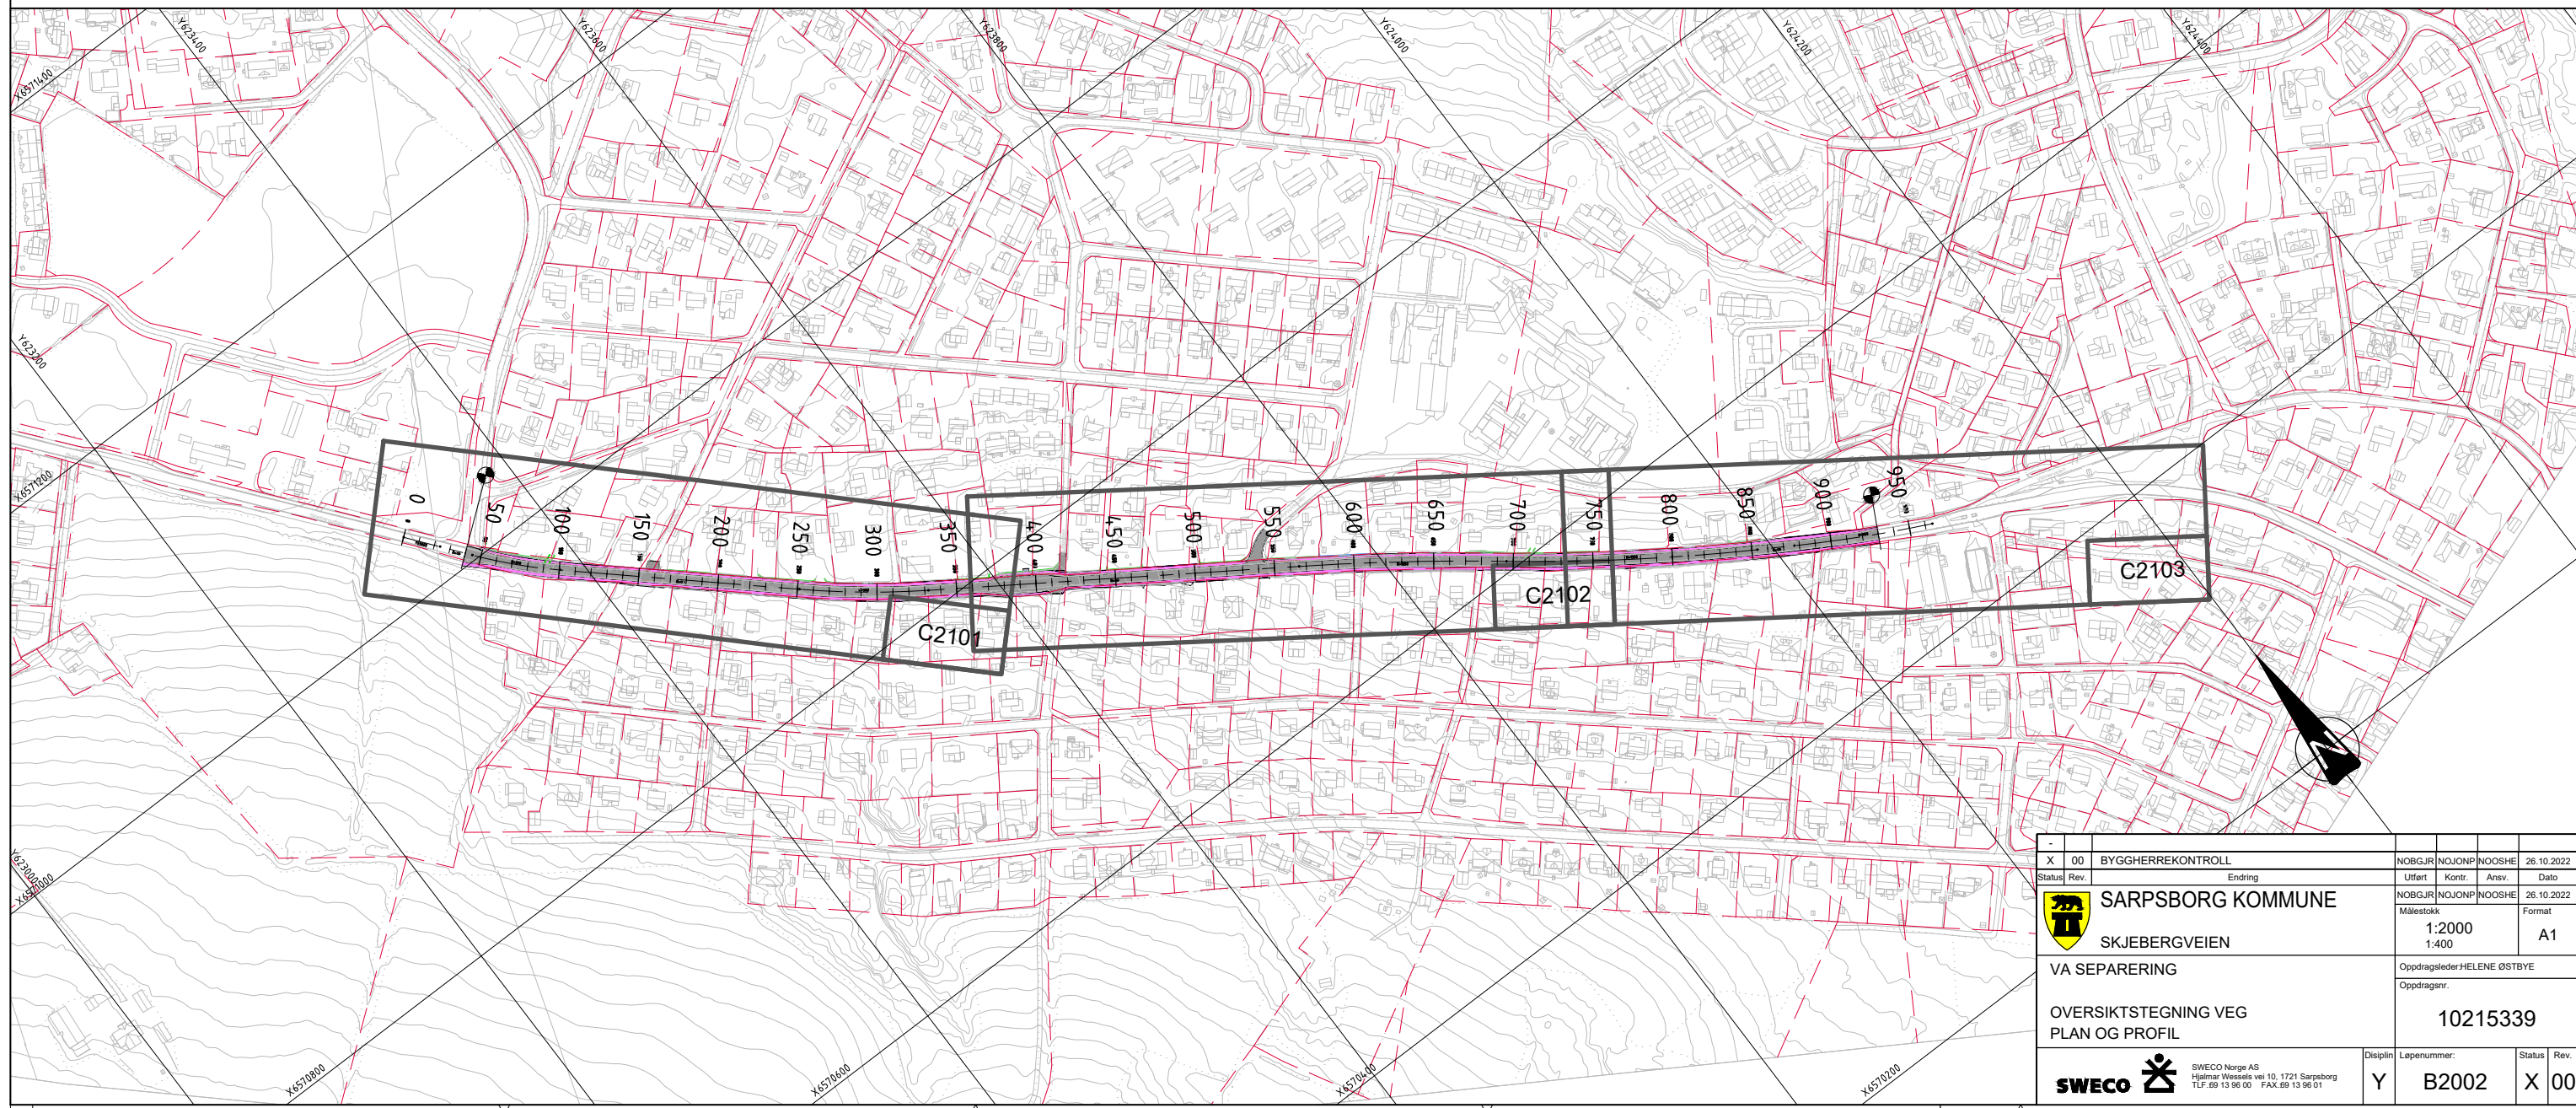 Y623400
Y623600
Y623800
Y624000
Y624200
Y624400
X6571400
Y623200
X6571200
0
50
100
150
200
250
300
350
400
450
500
550
600
650
700
750
800
850
900
950
C2101
C2102
C2103
N
Y623000
X6571000
X6570800
X6570600
X6570400
X6570200
-
X 00 BYGGHERREKONTROLL NOBGJR NOJONP NOOSHE 26.10.2022
Status Rev. Endring Utført Kontr. Ansv. Dato
SARPSBORG KOMMUNE NOBGJR NOJONP NOOSHE 26.10.2022
Målestokk Format
1:2000 A1
1:400
SKJEBERGVEIEN
VA SEPARERING
Oppdragsleder:HELENE ØSTBYE
Oppdragsnr.
10215339
OVERSIKTSTEGNING VEG
PLAN OG PROFIL
SWECO
SWECO Norge AS
Hjalmar Wessels vei 10, 1721 Sarpsborg
TLF.:69 13 96 00 FAX.:69 13 96 01
Disiplin Løpenummer: Status Rev.
Y B2002 X 00